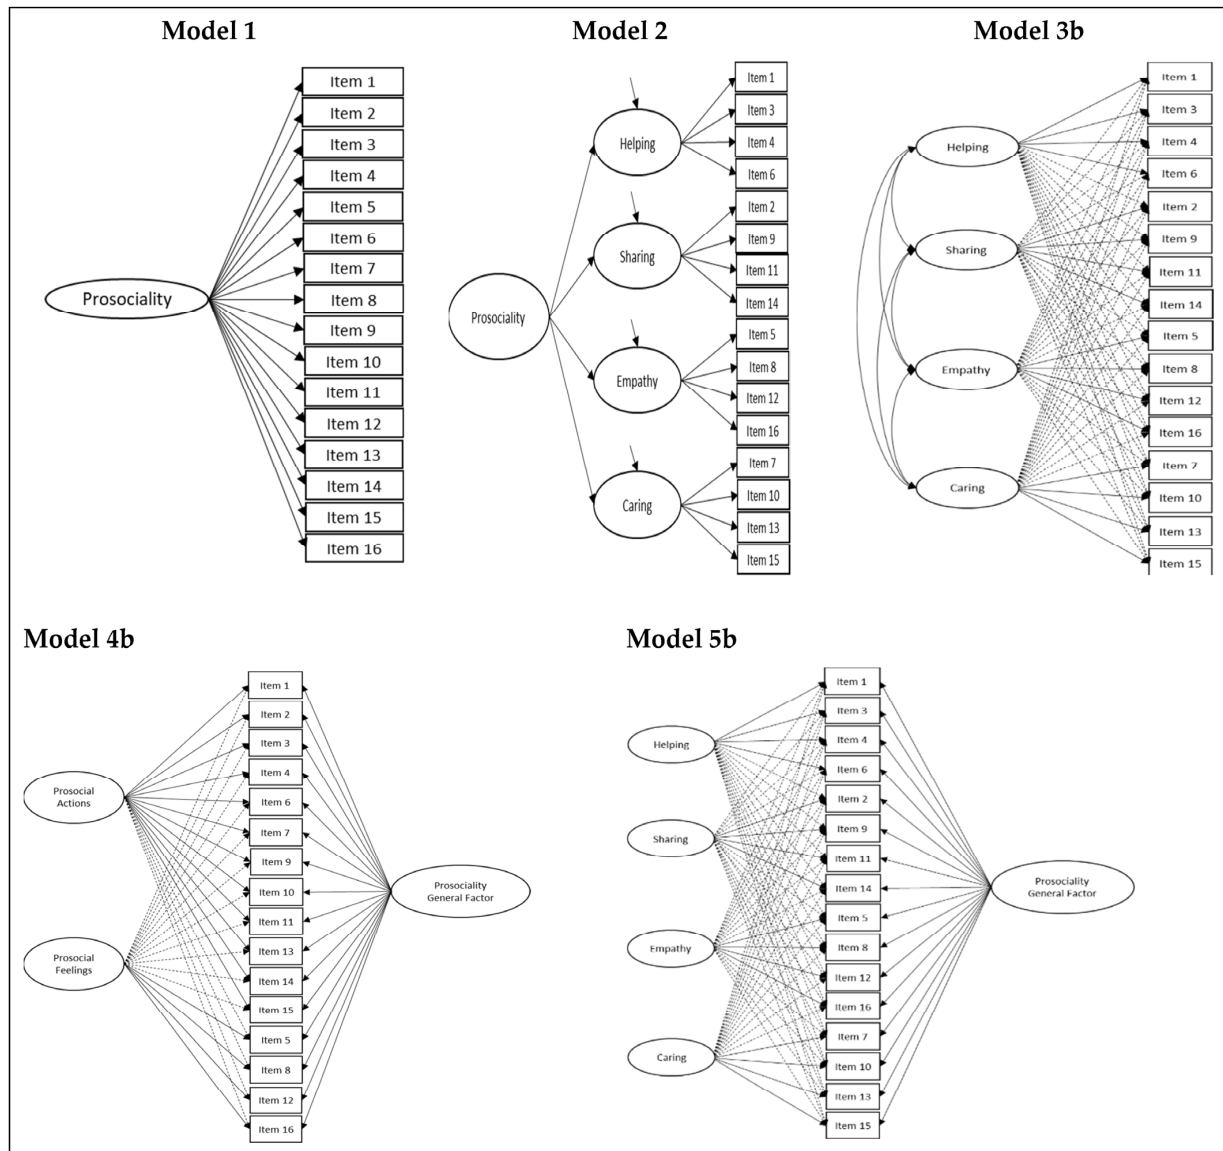 Model 1
Prosociality
Item 1
Item 2
Item 3
Item 4
Item 5
Item 6
Item 7
Item 8
Item 9
Item 10
Item 11
Item 12
Item 13
Item 14
Item 15
Item 16
Model 2
Prosociality
Helping
Sharing
Empathy
Caring
Item 1
Item 3
Item 4
Item 6
Item 2
Item 9
Item 11
Item 14
Item 5
Item 8
Item 12
Item 16
Item 7
Item 10
Item 13
Item 15
Model 3b
Helping
Sharing
Empathy
Caring
Item 1
Item 3
Item 4
Item 6
Item 2
Item 9
Item 11
Item 14
Item 5
Item 8
Item 12
Item 16
Item 7
Item 10
Item 13
Item 15
Model 4b
Prosocial
Actions
Prosocial
Feelings
Item 1
Item 2
Item 3
Item 4
Item 6
Item 7
Item 9
Item 10
Item 11
Item 13
Item 14
Item 15
Item 5
Item 8
Item 12
Item 16
Prosociality
General Factor
Model 5b
Helping
Sharing
Empathy
Caring
Item 1
Item 3
Item 4
Item 6
Item 2
Item 9
Item 11
Item 14
Item 5
Item 8
Item 12
Item 16
Item 7
Item 10
Item 13
Item 15
Prosociality
General Factor